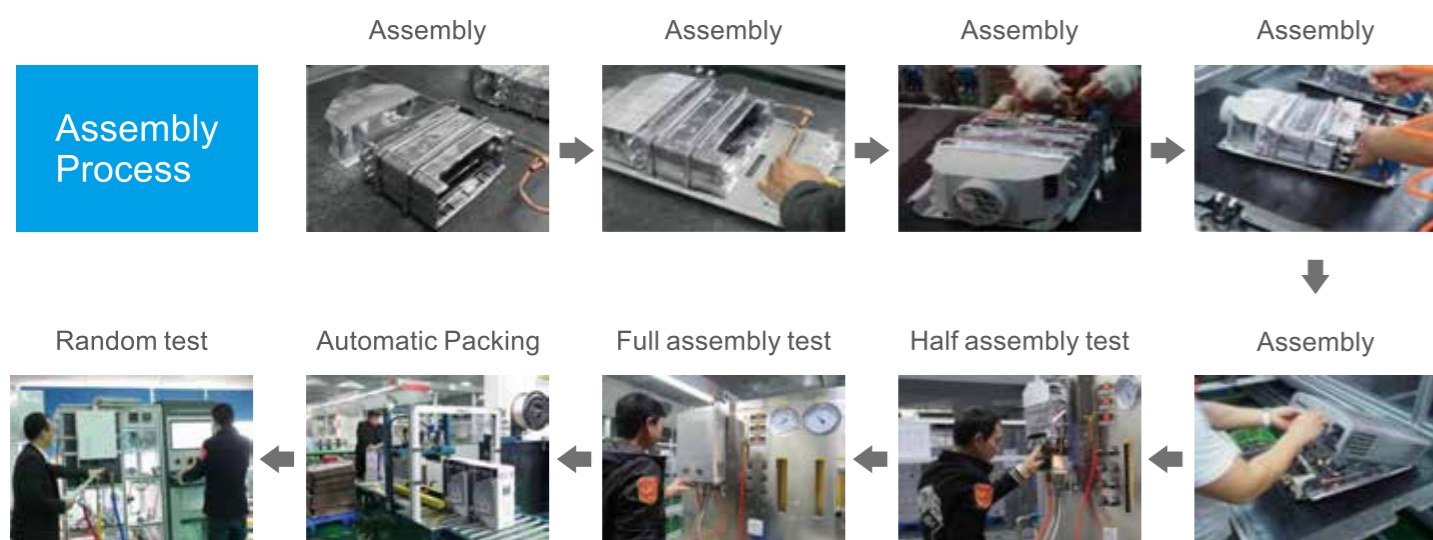 Assembly
Assembly
Assembly
Assembly
Assembly
Process
Random test
Automatic Packing
Full assembly test
Half assembly test
Assembly